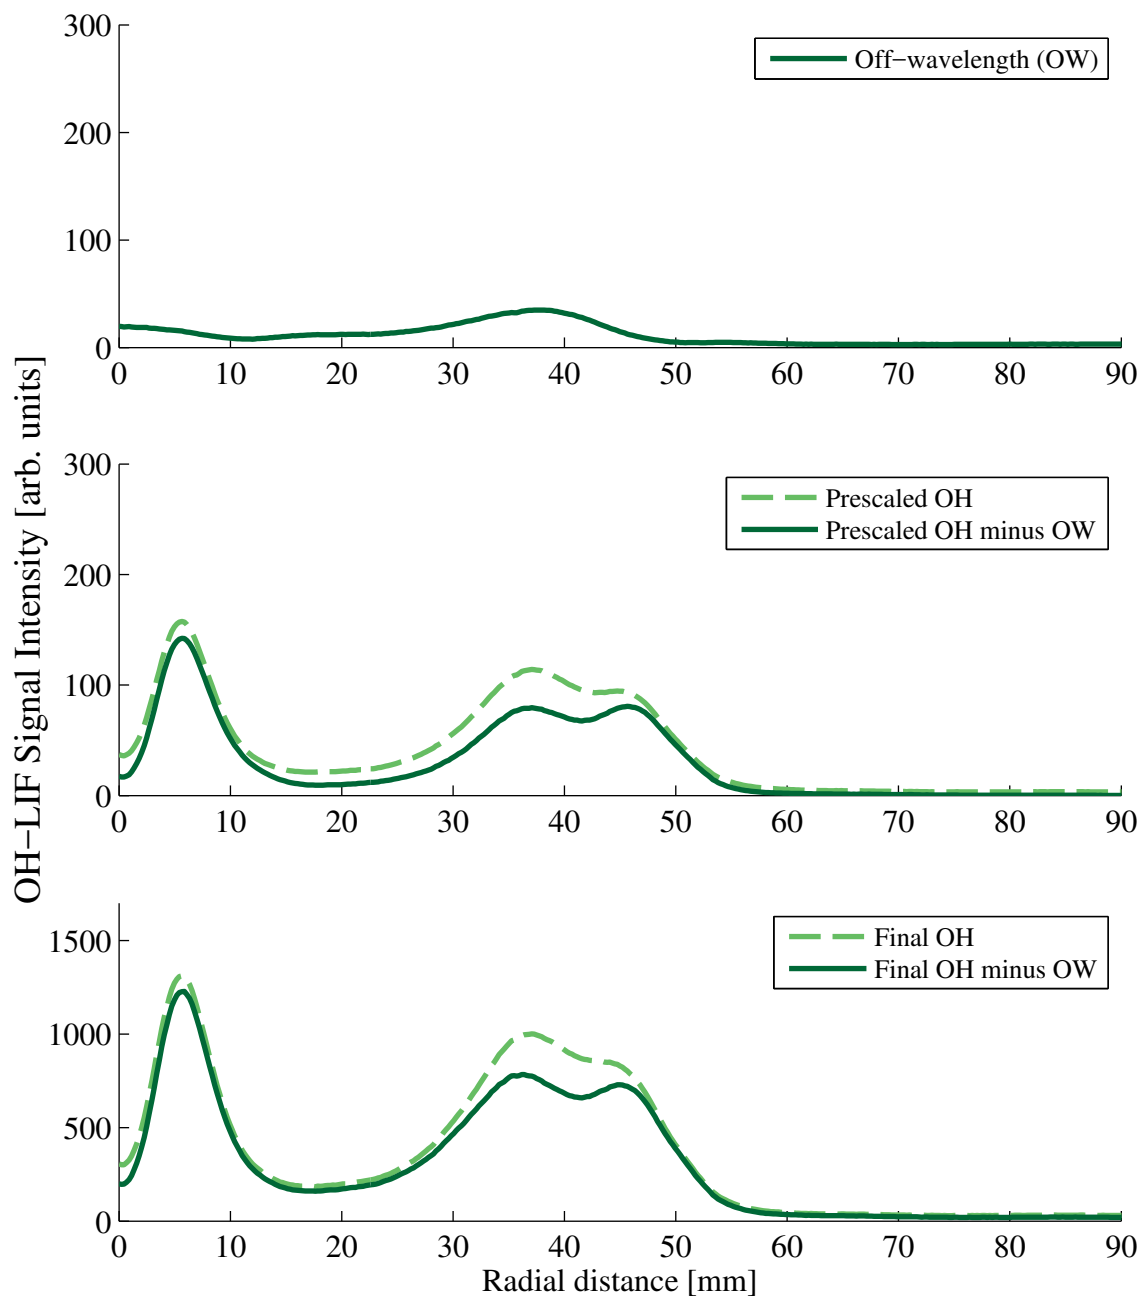 300
200
100
0
0 10 20 30 40 50 60 70 80 90
Off−wavelength (OW)
OH−LIF Signal Intensity [arb. units]
300
200
100
0
0 10 20 30 40 50 60 70 80 90
Prescaled OH
Prescaled OH minus OW
1500
1000
500
0
0 10 20 30 40 50 60 70 80 90
Final OH
Final OH minus OW
Radial distance [mm]